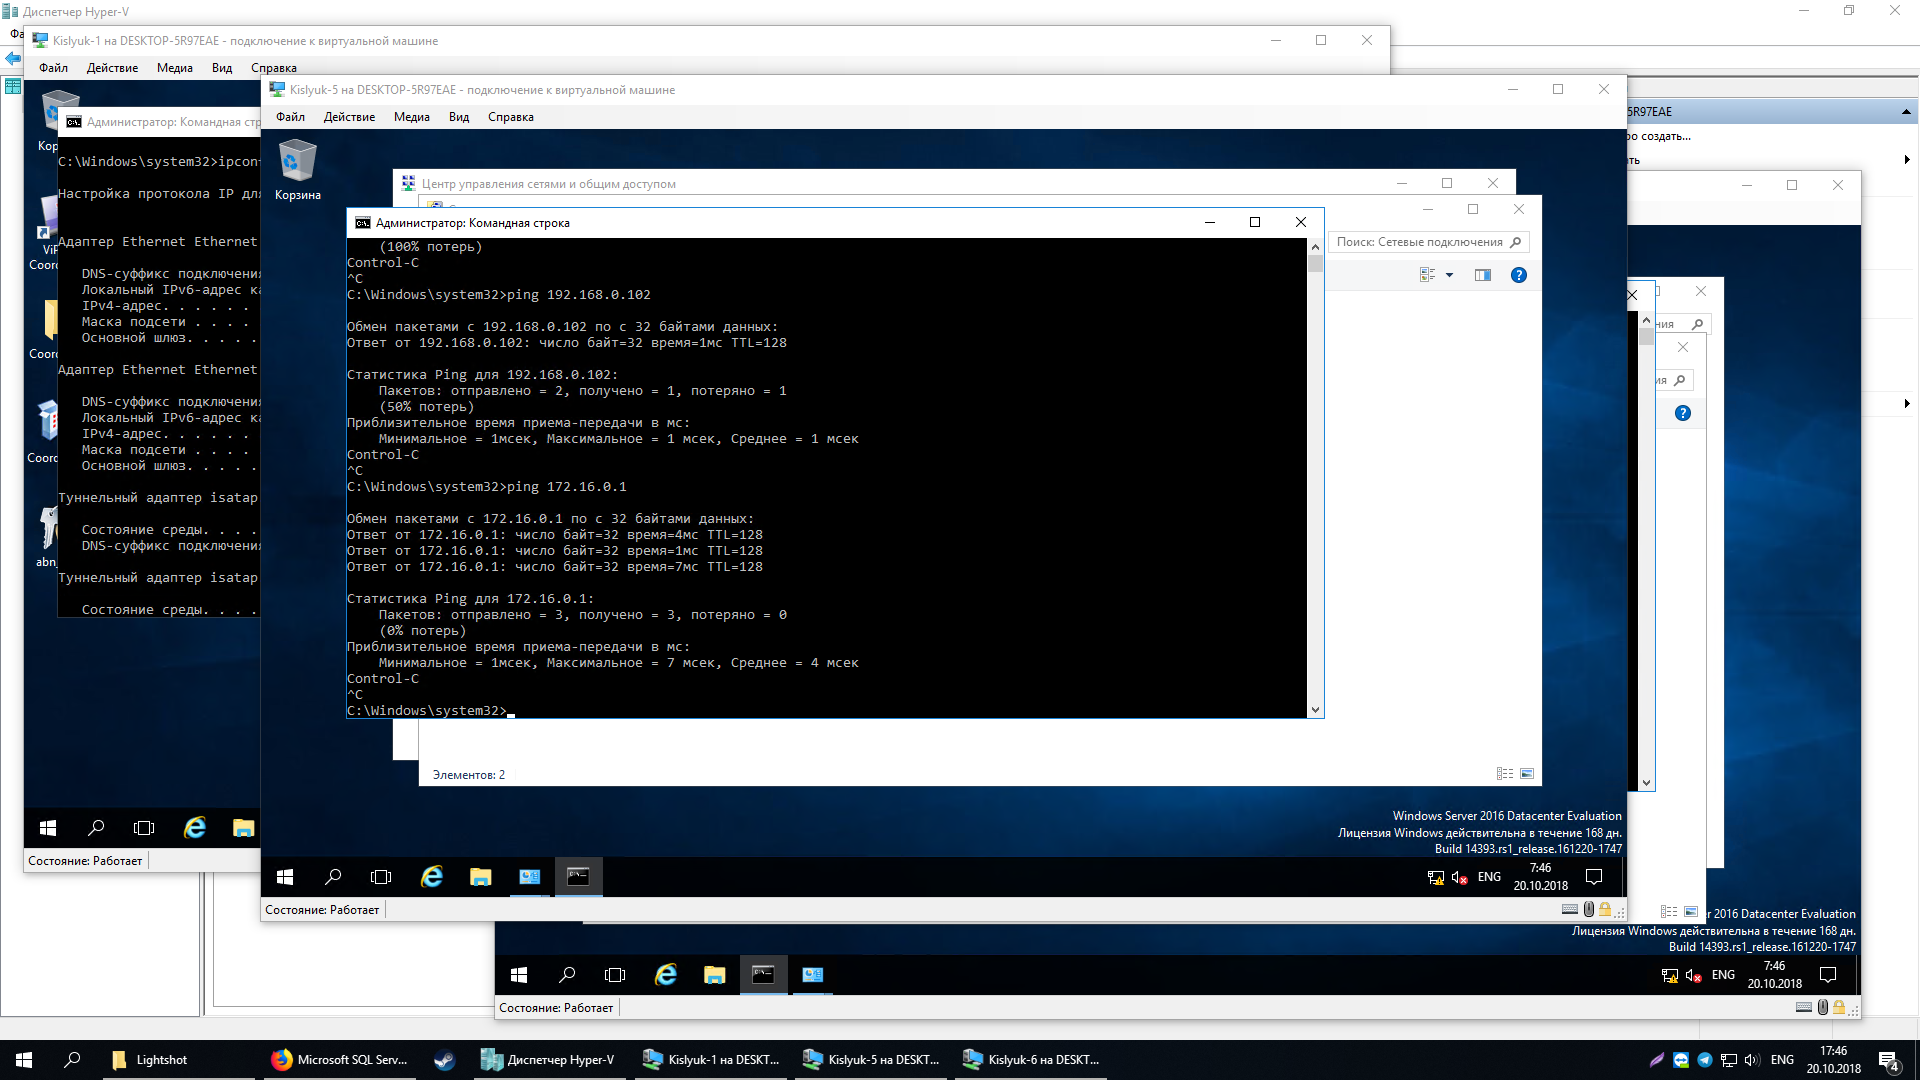 Диспетчер Hyper-V
Kislyuk-1 на DESKTOP-5R97EAE - подключение к виртуальной машине
Файл Действие Медиа Вид Справка
Администратор: Командная стр
C:\Windows\system32>ipcon
Настройка протокола IP дл
Адаптер Ethernet Ethernet
DNS-суффикс подключения
Локальный IPv6-адрес ка
IPv4-адрес. . . . . .
Маска подсети . . . .
Основной шлюз. . . . .
Адаптер Ethernet Ethernet
DNS-суффикс подключения
Локальный IPv6-адрес ка
IPv4-адрес. . . . . .
Маска подсети . . . .
Основной шлюз. . . . .
Туннельный адаптер isatap
Состояние среды. . . .
DNS-суффикс подключения
Туннельный адаптер isatap
Состояние среды. . . .
Состояние: Работает
Kislyuk-5 на DESKTOP-5R97EAE - подключение к виртуальной машине
Файл Действие Медиа Вид Справка
Корзина
Центр управления сетями и общим доступом
Поиск: Сетевые подключения
Администратор: Командная строка
(100% потерь)
Control-C
^C
C:\Windows\system32>ping 192.168.0.102
Обмен пакетами с 192.168.0.102 по с 32 байтами данных:
Ответ от 192.168.0.102: число байт=32 время=1мс TTL=128
Статистика Ping для 192.168.0.102:
Пакетов: отправлено = 2, получено = 1, потеряно = 1
(50% потерь)
Приблизительное время приема-передачи в мс:
Минимальное = 1мсек, Максимальное = 1 мсек, Среднее = 1 мсек
Control-C
^C
C:\Windows\system32>ping 172.16.0.1
Обмен пакетами с 172.16.0.1 по с 32 байтами данных:
Ответ от 172.16.0.1: число байт=32 время=4мс TTL=128
Ответ от 172.16.0.1: число байт=32 время=1мс TTL=128
Ответ от 172.16.0.1: число байт=32 время=7мс TTL=128
Статистика Ping для 172.16.0.1:
Пакетов: отправлено = 3, получено = 3, потеряно = 0
(0% потерь)
Приблизительное время приема-передачи в мс:
Минимальное = 1мсек, Максимальное = 7 мсек, Среднее = 4 мсек
Control-C
^C
C:\Windows\system32>
Элементов: 2
Windows Server 2016 Datacenter Evaluation
Лицензия Windows действительна в течение 168 дн.
Build 14393.rs1_release.161220-1747
ENG 7:46
20.10.2018
Состояние: Работает
5R97EAE
ро создать...
2016 Datacenter Evaluation
Лицензия Windows действительна в течение 168 дн.
Build 14393.rs1_release.161220-1747
ENG 7:46
20.10.2018
Состояние: Работает
Lightshot
Microsoft SQL Serv...
Диспетчер Hyper-V
Kislyuk-1 на DESKT...
Kislyuk-5 на DESKT...
Kislyuk-6 на DESKT...
ENG 17:46
20.10.2018
4